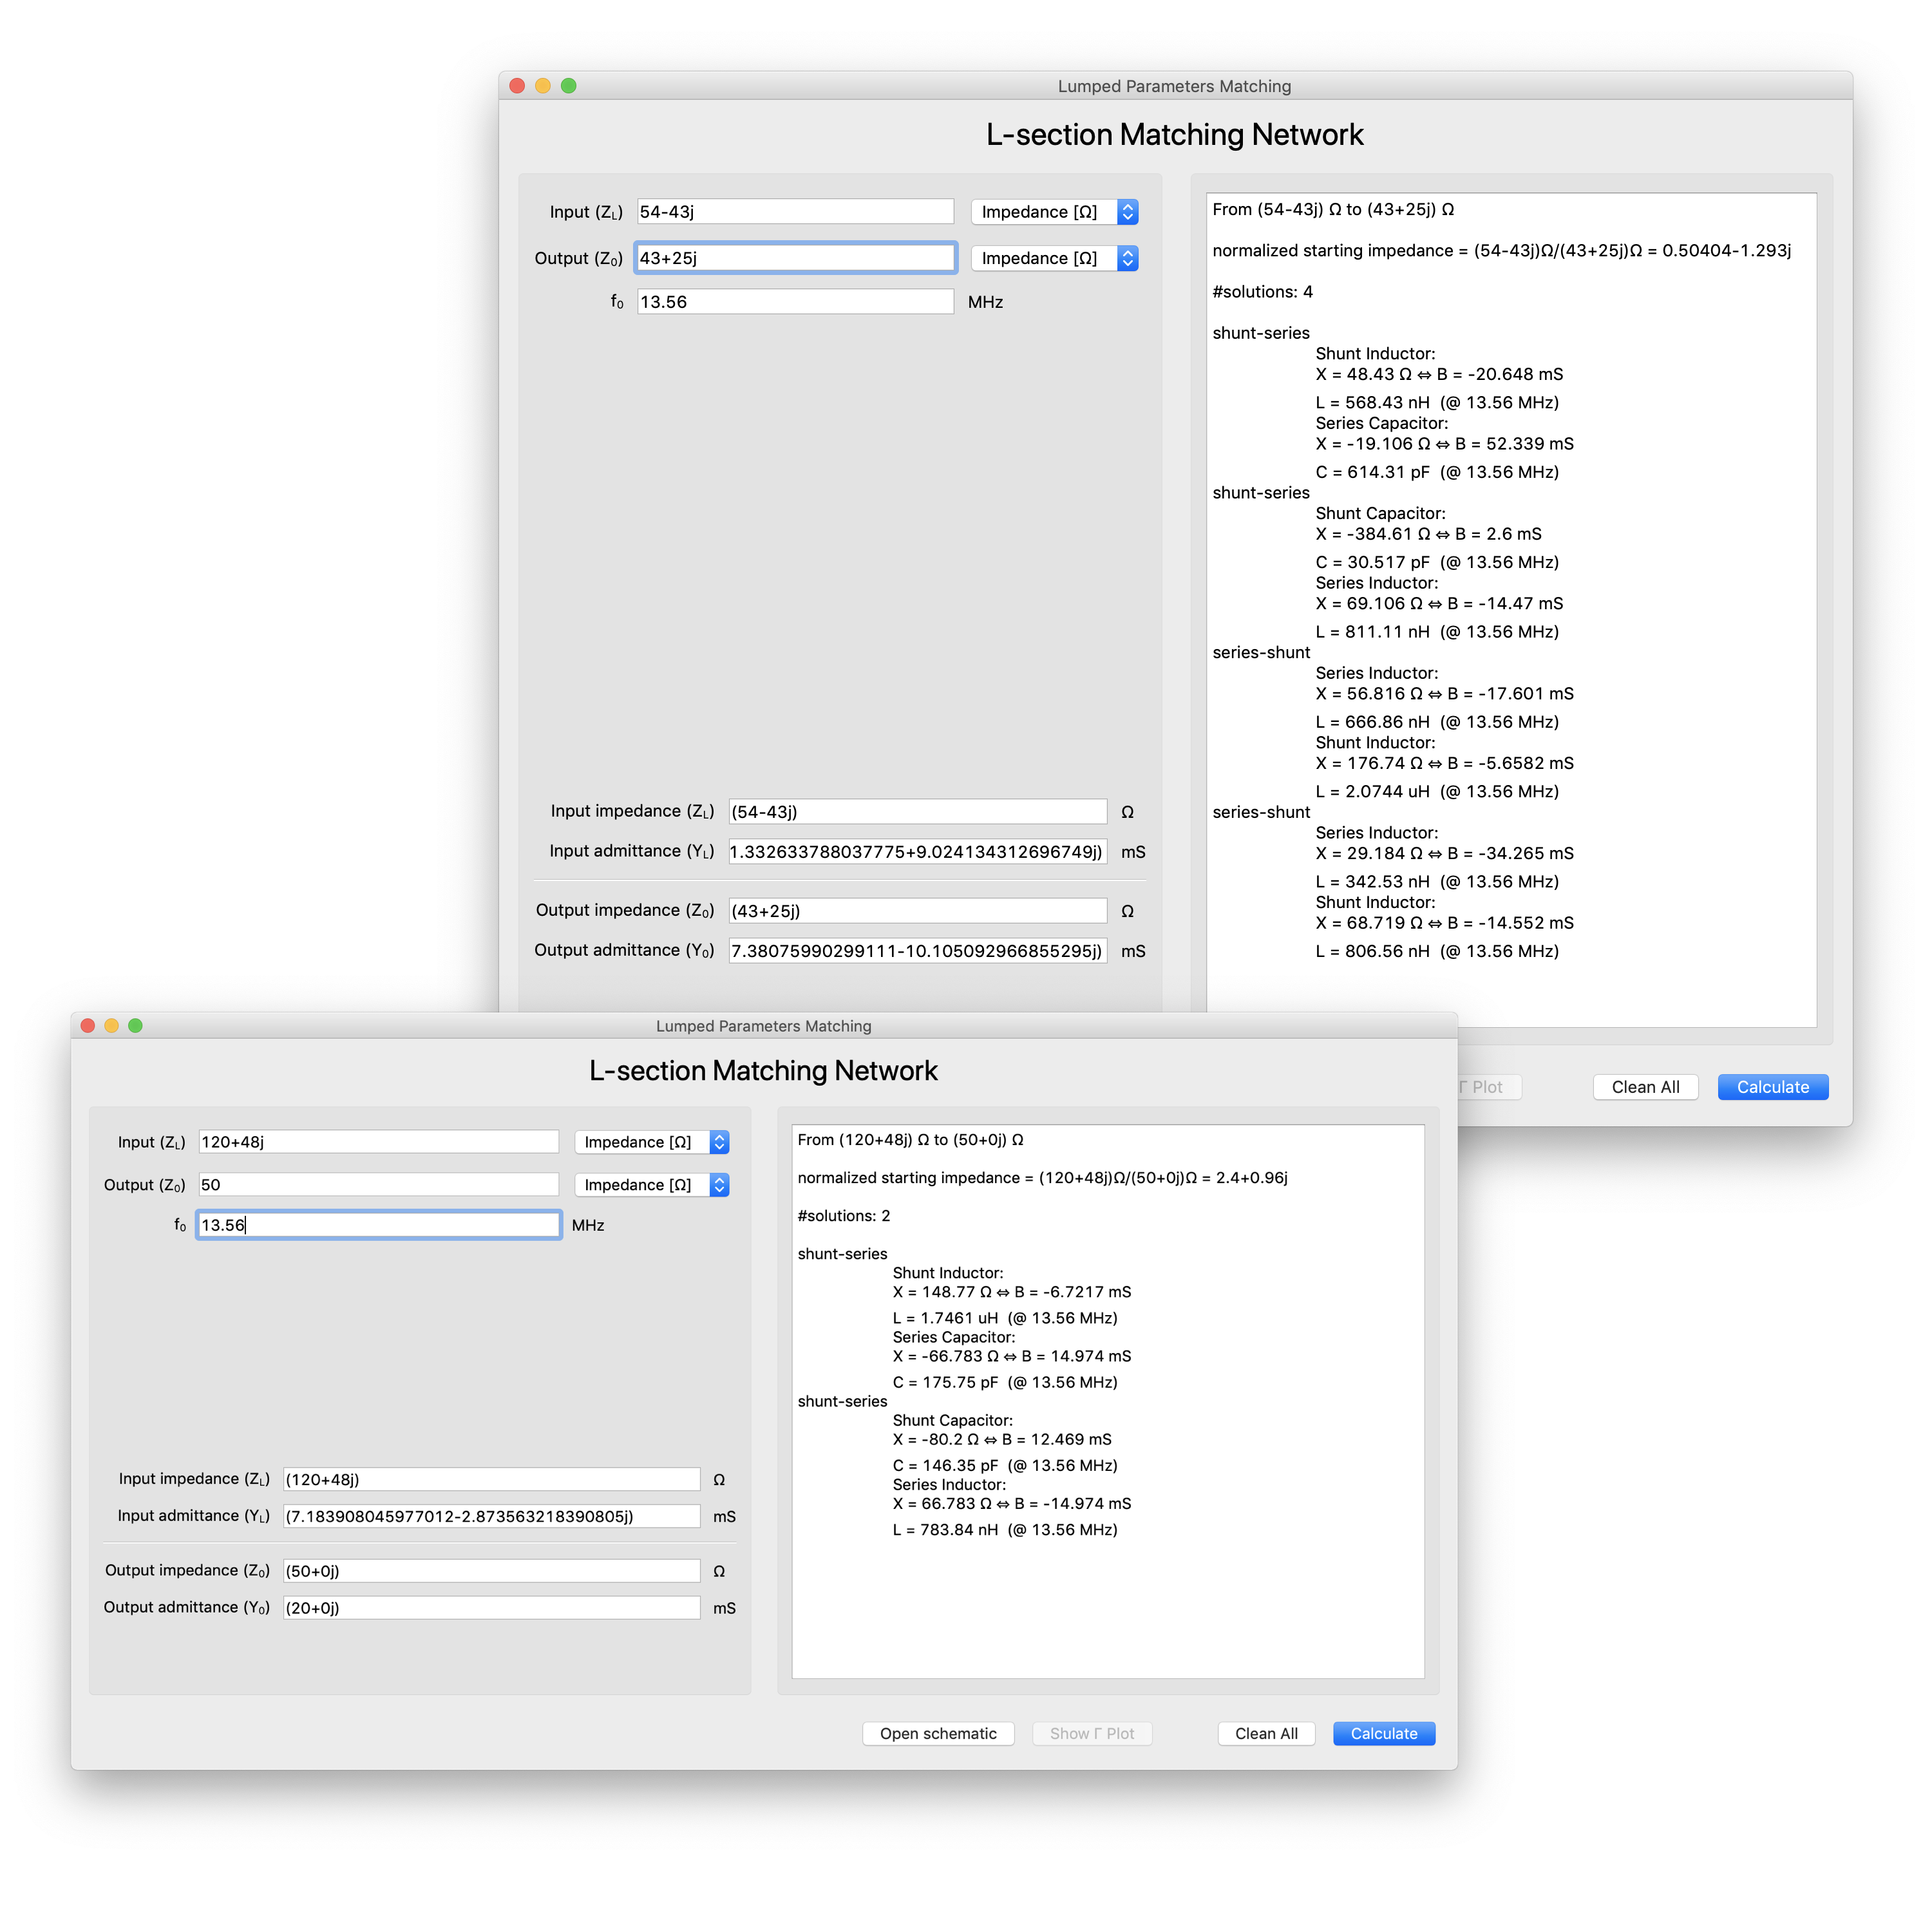 Lumped Parameters Matching
L-section Matching Network
Input (Z_L) 54-43j Impedance [Ω]
Output (Z₀) 43+25j Impedance [Ω]
f₀ 13.56 MHz
Input impedance (Z_L) (54-43j) Ω
Input admittance (Y_L) 1.332633788037775+9.024134312696749j) mS
Output impedance (Z₀) (43+25j) Ω
Output admittance (Y₀) 7.38075990299111-10.105092966855295j) mS
From (54-43j) Ω to (43+25j) Ω
normalized starting impedance = (54-43j)Ω/(43+25j)Ω = 0.50404-1.293j
#solutions: 4
shunt-series
Shunt Inductor:
X = 48.43 Ω ⇔ B = -20.648 mS
L = 568.43 nH (@ 13.56 MHz)
Series Capacitor:
X = -19.106 Ω ⇔ B = 52.339 mS
C = 614.31 pF (@ 13.56 MHz)
shunt-series
Shunt Capacitor:
X = -384.61 Ω ⇔ B = 2.6 mS
C = 30.517 pF (@ 13.56 MHz)
Series Inductor:
X = 69.106 Ω ⇔ B = -14.47 mS
L = 811.11 nH (@ 13.56 MHz)
series-shunt
Series Inductor:
X = 56.816 Ω ⇔ B = -17.601 mS
L = 666.86 nH (@ 13.56 MHz)
Shunt Inductor:
X = 176.74 Ω ⇔ B = -5.6582 mS
L = 2.0744 uH (@ 13.56 MHz)
series-shunt
Series Inductor:
X = 29.184 Ω ⇔ B = -34.265 mS
L = 342.53 nH (@ 13.56 MHz)
Shunt Inductor:
X = 68.719 Ω ⇔ B = -14.552 mS
L = 806.56 nH (@ 13.56 MHz)
Γ Plot Clean All Calculate
Lumped Parameters Matching
L-section Matching Network
Input (Z_L) 120+48j Impedance [Ω]
Output (Z₀) 50 Impedance [Ω]
f₀ 13.56 MHz
Input impedance (Z_L) (120+48j) Ω
Input admittance (Y_L) (7.183908045977012-2.873563218390805j) mS
Output impedance (Z₀) (50+0j) Ω
Output admittance (Y₀) (20+0j) mS
From (120+48j) Ω to (50+0j) Ω
normalized starting impedance = (120+48j)Ω/(50+0j)Ω = 2.4+0.96j
#solutions: 2
shunt-series
Shunt Inductor:
X = 148.77 Ω ⇔ B = -6.7217 mS
L = 1.7461 uH (@ 13.56 MHz)
Series Capacitor:
X = -66.783 Ω ⇔ B = 14.974 mS
C = 175.75 pF (@ 13.56 MHz)
shunt-series
Shunt Capacitor:
X = -80.2 Ω ⇔ B = 12.469 mS
C = 146.35 pF (@ 13.56 MHz)
Series Inductor:
X = 66.783 Ω ⇔ B = -14.974 mS
L = 783.84 nH (@ 13.56 MHz)
Open schematic Show Γ Plot Clean All Calculate